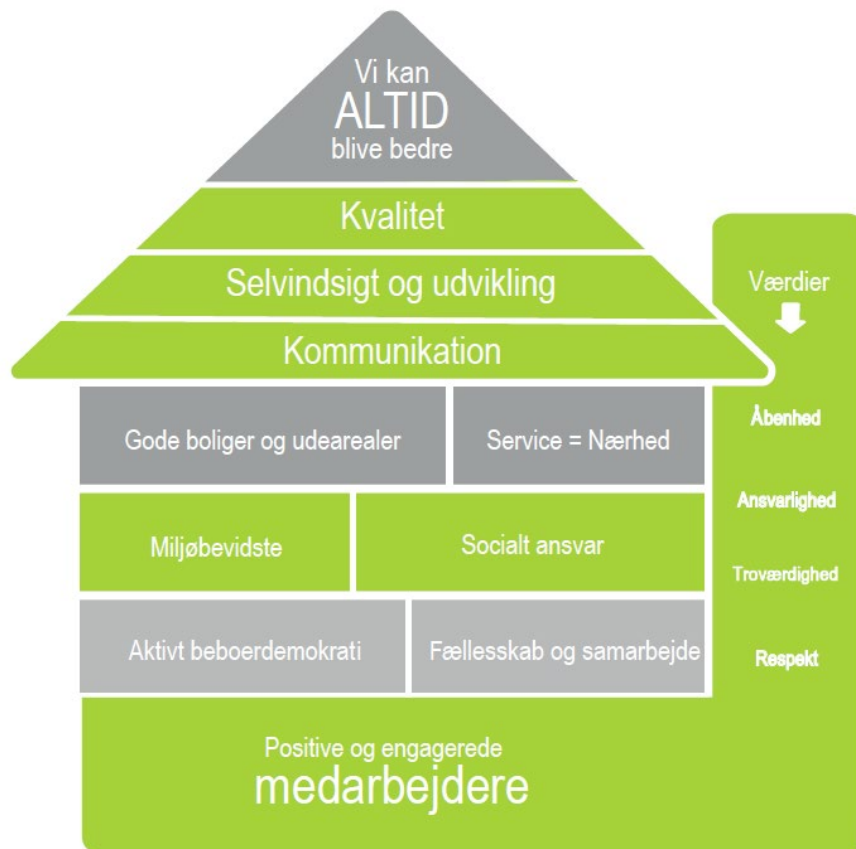 Vi kan
ALTID
blive bedre
Kvalitet
Selvindsigt og udvikling
Kommunikation
Gode boliger og udearealer
Service = Nærhed
Miljøbevidste
Socialt ansvar
Aktivt beboerdemokrati
Fællesskab og samarbejde
Positive og engagerede
medarbejdere
Værdier
Åbenhed
Ansvarlighed
Troværdighed
Respekt